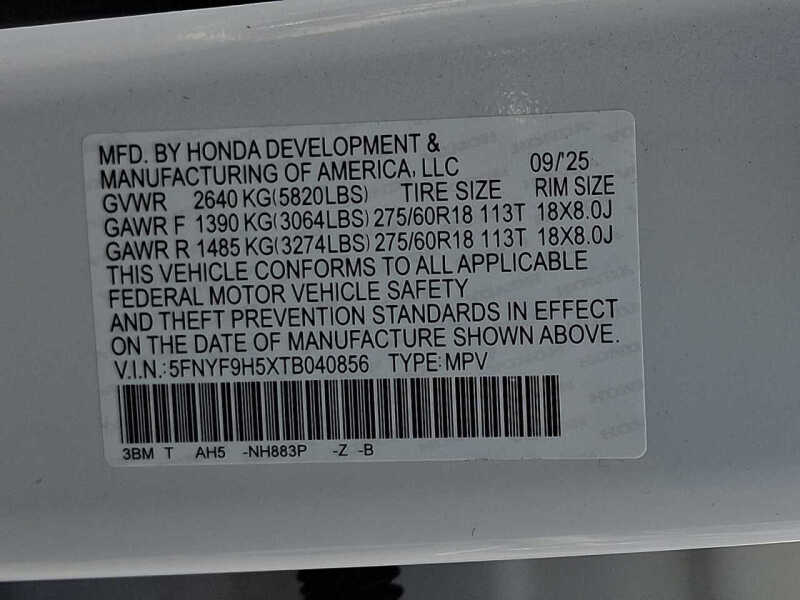 MFD. BY HONDA DEVELOPMENT &
MANUFACTURING OF AMERICA, LLC 09/'25
GVWR 2640 KG(5820LBS) TIRE SIZE RIM SIZE
GAWR F 1390 KG(3064LBS) 275/60R18 113T 18X8.0J
GAWR R 1485 KG(3274LBS) 275/60R18 113T 18X8.0J
THIS VEHICLE CONFORMS TO ALL APPLICABLE
FEDERAL MOTOR VEHICLE SAFETY
AND THEFT PREVENTION STANDARDS IN EFFECT
ON THE DATE OF MANUFACTURE SHOWN ABOVE.
V.I.N.:5FNYF9H5XTB040856 TYPE:MPV
3BM T AH5 -NH883P -Z -B